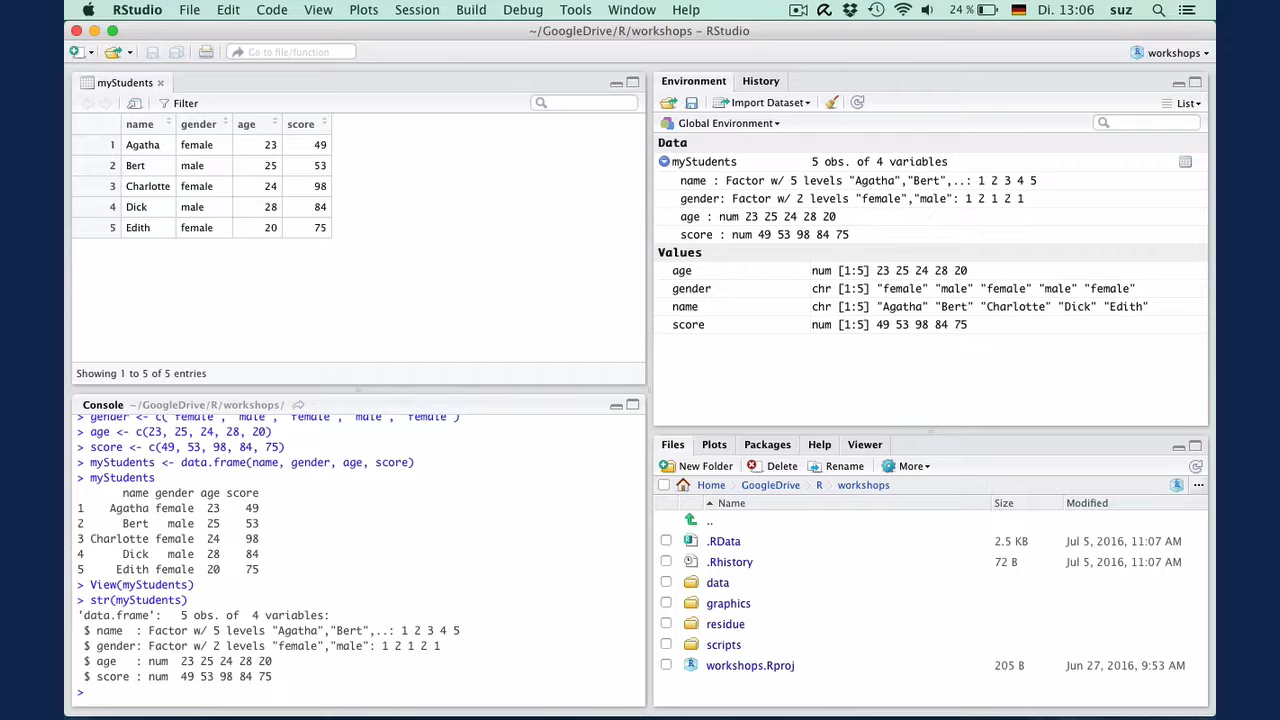 RStudio File Edit Code View Plots Session Build Debug Tools Window Help 24 % Di. 13:06 suz
~/GoogleDrive/R/workshops – RStudio
Go to file/function workshops
myStudents
Filter
name gender age score
1 Agatha female 23 49
2 Bert male 25 53
3 Charlotte female 24 98
4 Dick male 28 84
5 Edith female 20 75
Showing 1 to 5 of 5 entries
Console ~/GoogleDrive/R/workshops/
> gender <- c("female", "male", "female", "male", "female")
> age <- c(23, 25, 24, 28, 20)
> score <- c(49, 53, 98, 84, 75)
> myStudents <- data.frame(name, gender, age, score)
> myStudents
name gender age score
1 Agatha female 23 49
2 Bert male 25 53
3 Charlotte female 24 98
4 Dick male 28 84
5 Edith female 20 75
> View(myStudents)
> str(myStudents)
'data.frame': 5 obs. of 4 variables:
$ name : Factor w/ 5 levels "Agatha","Bert",..: 1 2 3 4 5
$ gender: Factor w/ 2 levels "female","male": 1 2 1 2 1
$ age : num 23 25 24 28 20
$ score : num 49 53 98 84 75
>
Environment History
Import Dataset List
Global Environment
Data
myStudents 5 obs. of 4 variables
name : Factor w/ 5 levels "Agatha","Bert",..: 1 2 3 4 5
gender: Factor w/ 2 levels "female","male": 1 2 1 2 1
age : num 23 25 24 28 20
score : num 49 53 98 84 75
Values
age num [1:5] 23 25 24 28 20
gender chr [1:5] "female" "male" "female" "male" "female"
name chr [1:5] "Agatha" "Bert" "Charlotte" "Dick" "Edith"
score num [1:5] 49 53 98 84 75
Files Plots Packages Help Viewer
New Folder Delete Rename More
Home GoogleDrive R workshops ...
Name Size Modified
..
.RData 2.5 KB Jul 5, 2016, 11:07 AM
.Rhistory 72 B Jul 5, 2016, 11:07 AM
data
graphics
residue
scripts
workshops.Rproj 205 B Jun 27, 2016, 9:53 AM